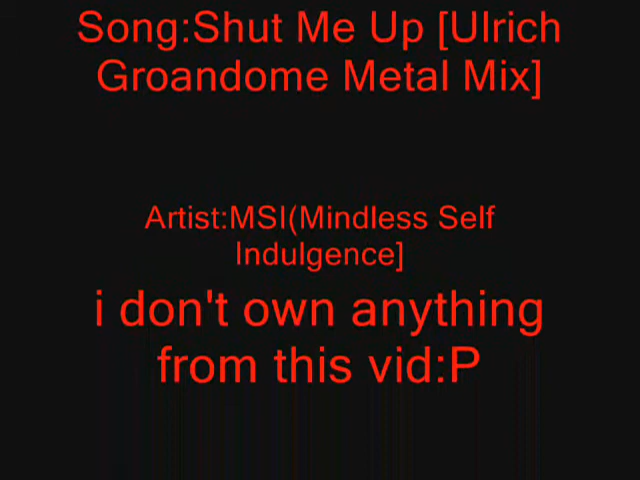 Song:Shut Me Up [Ulrich
Groandome Metal Mix]
Artist:MSI(Mindless Self
Indulgence]
i don't own anything
from this vid:P